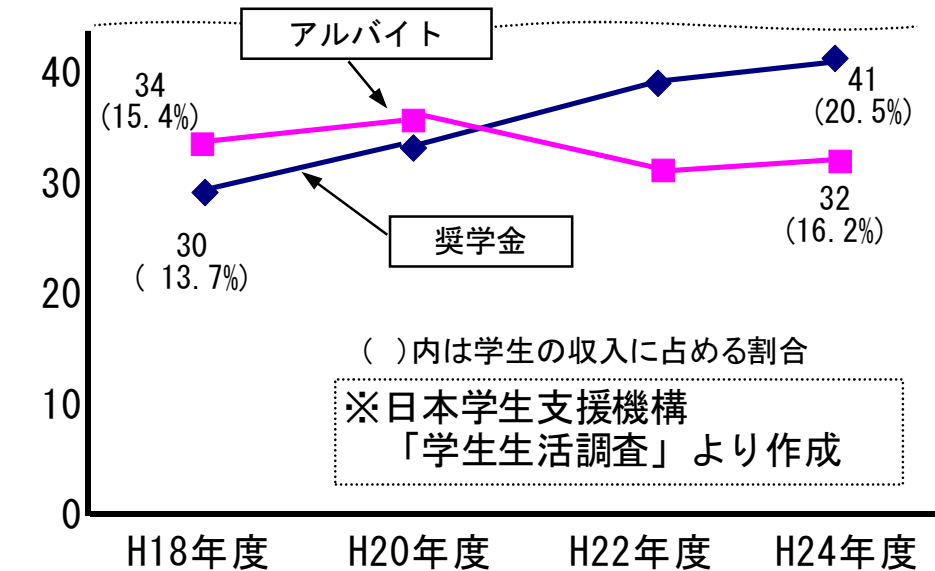 アルバイト
40
34
(15.4%)
41
(20.5%)
30
32
(16.2%)
奨学金
30
( 13.7%)
20
( )内は学生の収入に占める割合
10
※日本学生支援機構
「学生生活調査」より作成
0
H18年度 H20年度 H22年度 H24年度